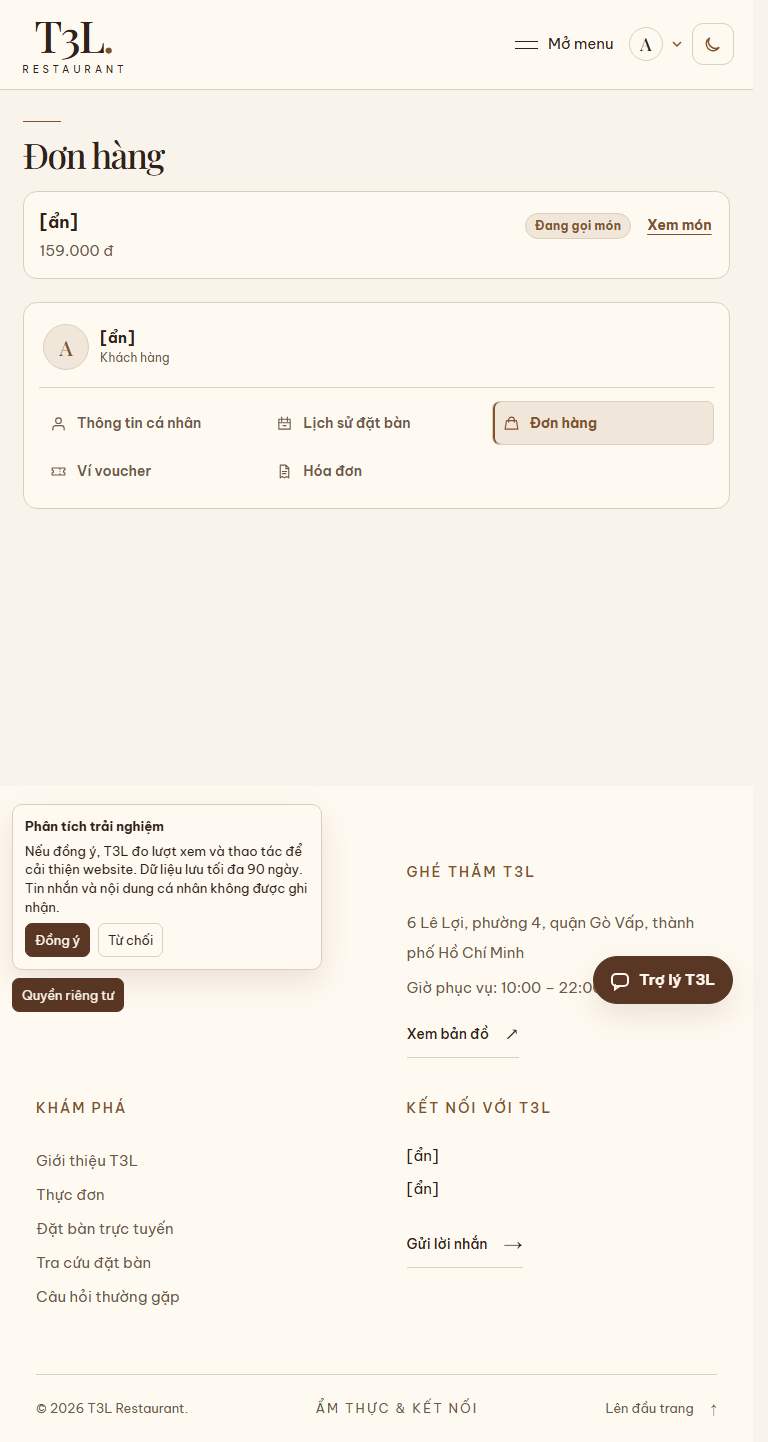 T3L.
RESTAURANT
Mở menu
A
Đơn hàng
[ẩn]
159.000 đ
Đang gọi món
Xem món
A
[ẩn]
Khách hàng
Thông tin cá nhân
Lịch sử đặt bàn
Đơn hàng
Ví voucher
Hóa đơn
Phân tích trải nghiệm
Nếu đồng ý, T3L đo lượt xem và thao tác để
cải thiện website. Dữ liệu lưu tối đa 90 ngày.
Tin nhắn và nội dung cá nhân không được ghi
nhận.
Đồng ý
Từ chối
Quyền riêng tư
GHÉ THĂM T3L
6 Lê Lợi, phường 4, quận Gò Vấp, thành
phố Hồ Chí Minh
Giờ phục vụ: 10:00 – 22:00
Trợ lý T3L
Xem bản đồ ↗
KHÁM PHÁ
Giới thiệu T3L
Thực đơn
Đặt bàn trực tuyến
Tra cứu đặt bàn
Câu hỏi thường gặp
KẾT NỐI VỚI T3L
[ẩn]
[ẩn]
Gửi lời nhắn →
© 2026 T3L Restaurant.
ẨM THỰC & KẾT NỐI
Lên đầu trang ↑